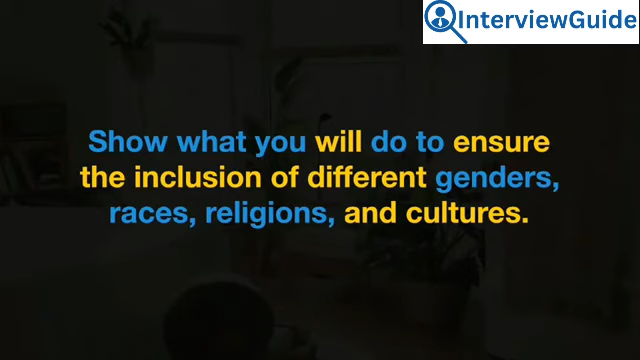 InterviewGuide
Show what you will do to ensure
the inclusion of different genders,
races, religions, and cultures.